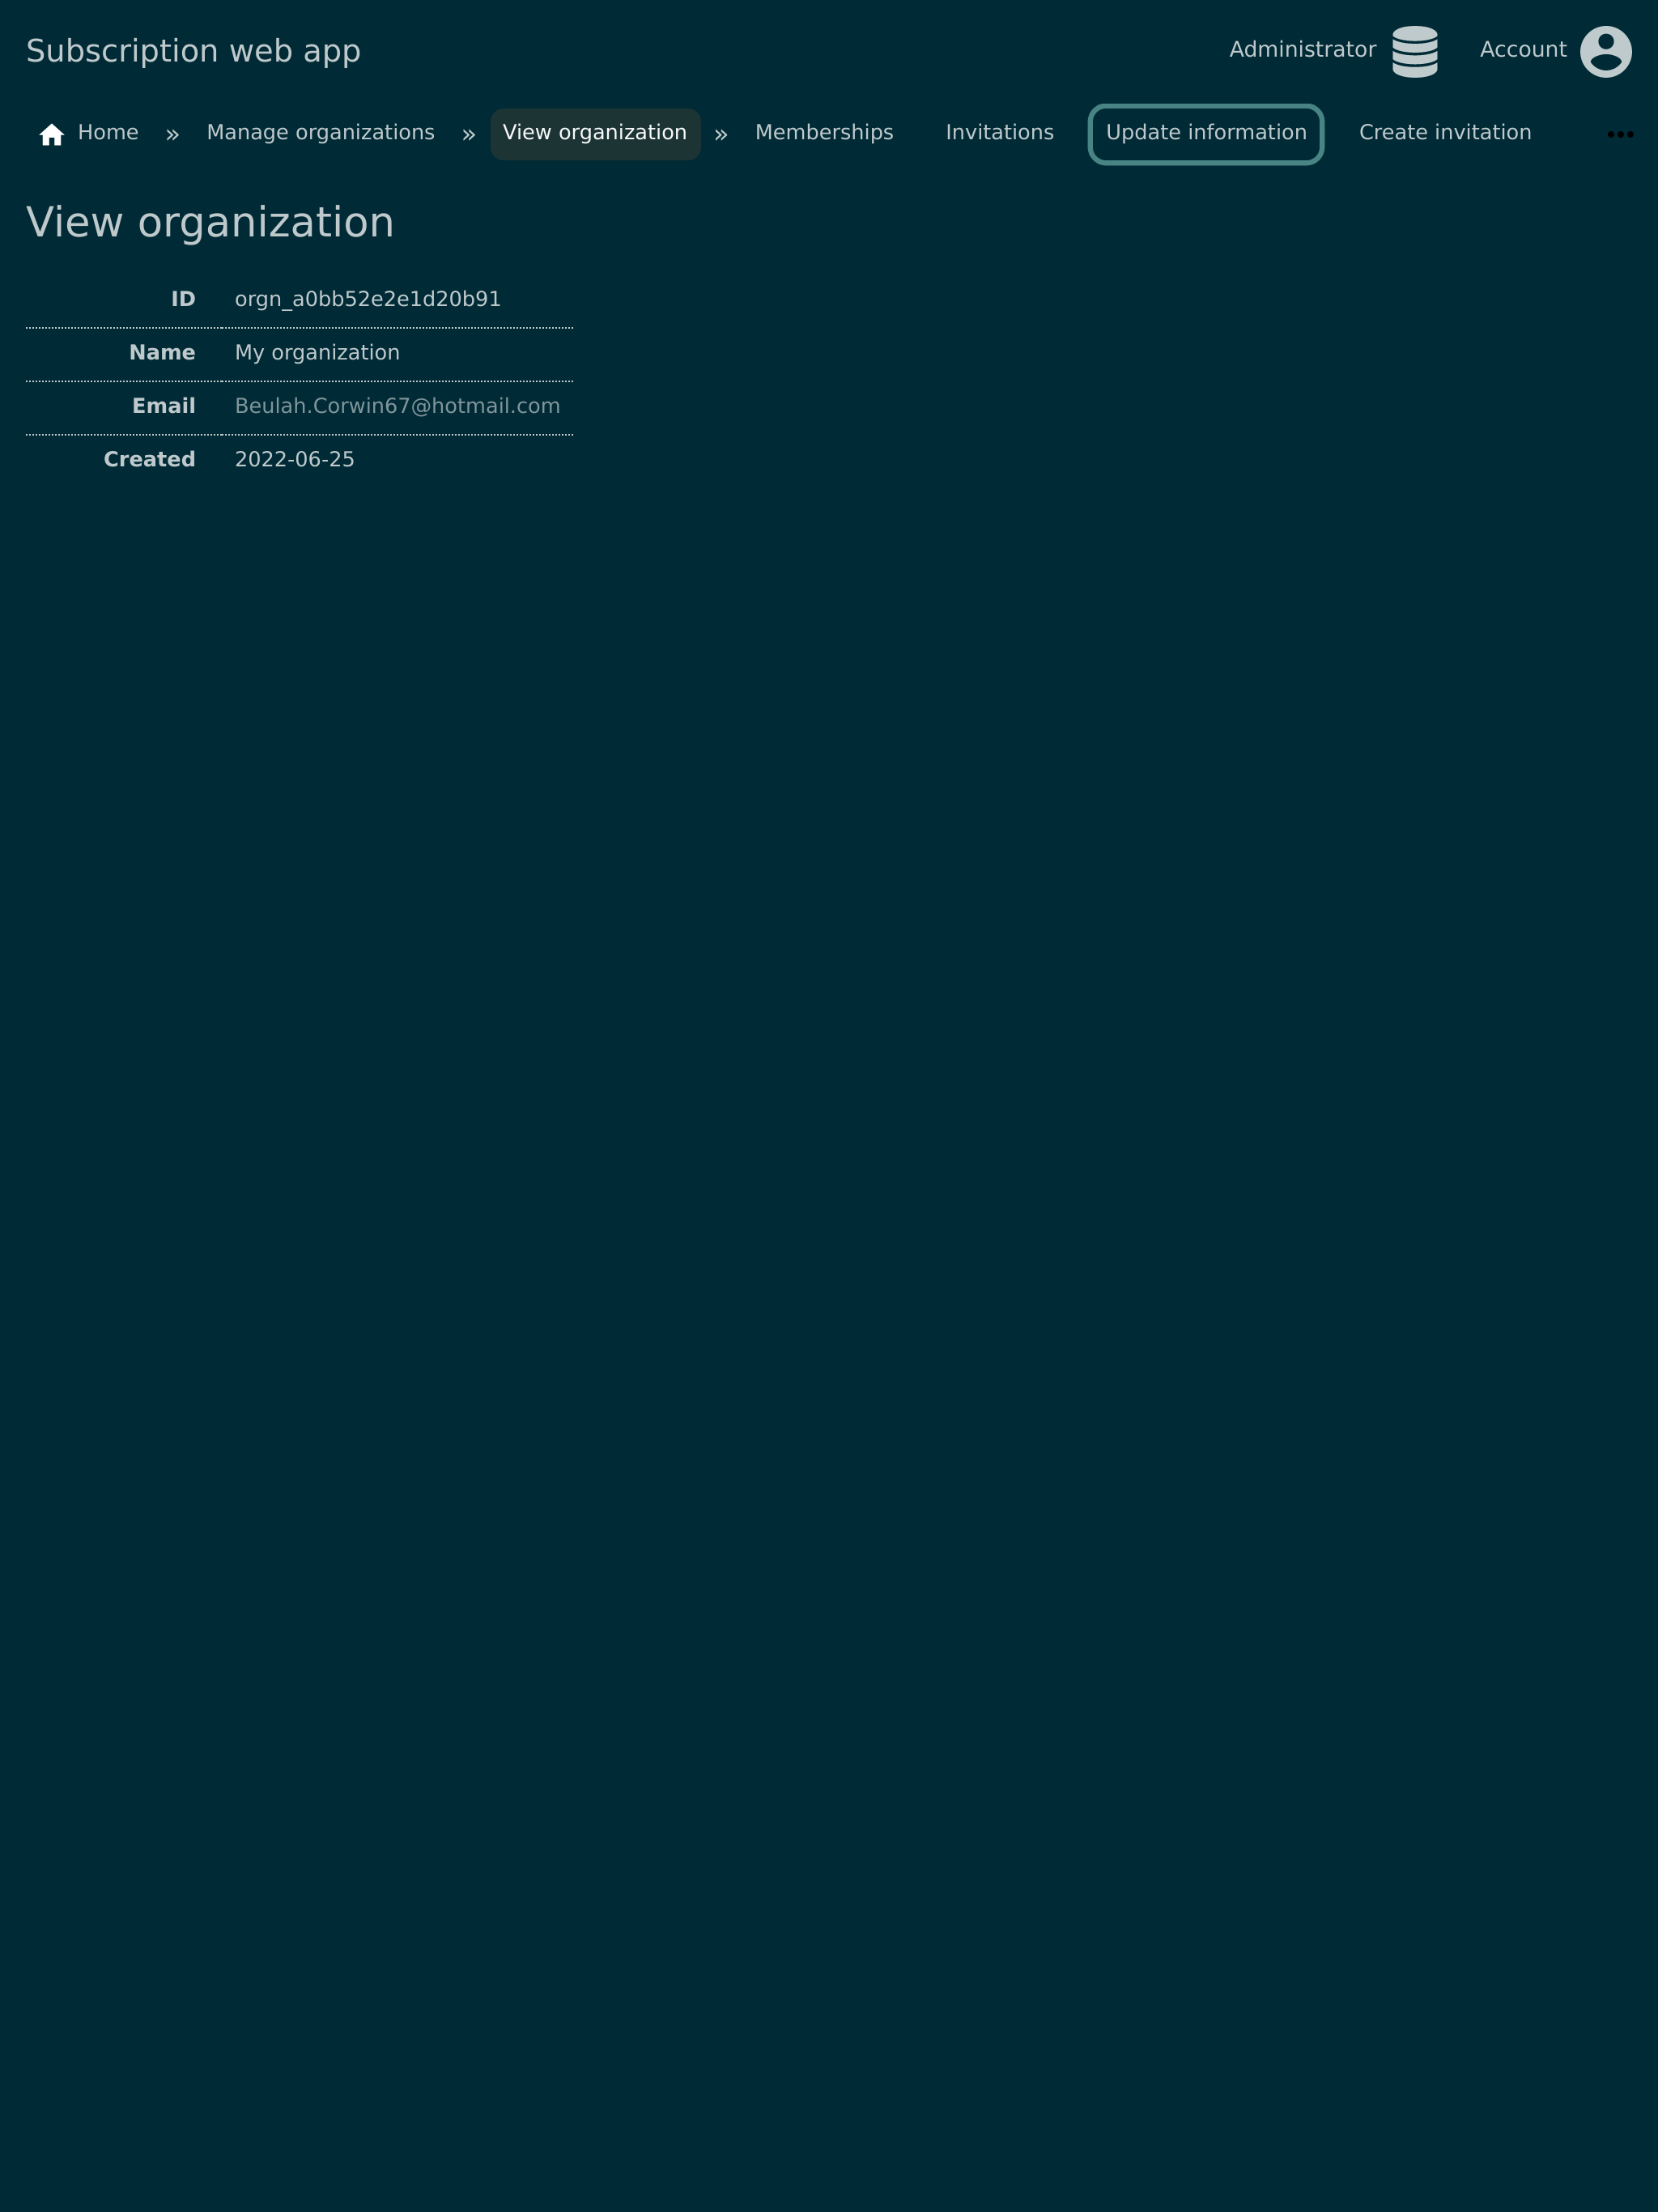 Subscription web app
Administrator
Account
Home » Manage organizations » View organization » Memberships Invitations Update information Create invitation
View organization
ID orgn_a0bb52e2e1d20b91
Name My organization
Email Beulah.Corwin67@hotmail.com
Created 2022-06-25